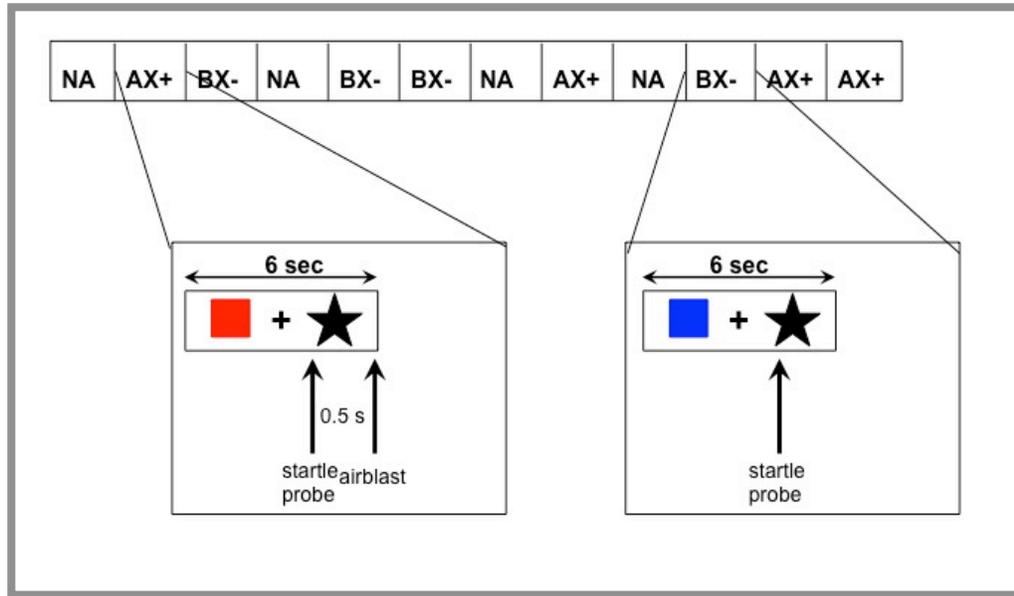 NA AX+ BX- NA BX- BX- NA AX+ NA BX- AX+ AX+
6 sec
+
0.5 s
startle
probe
airblast
6 sec
+
startle
probe